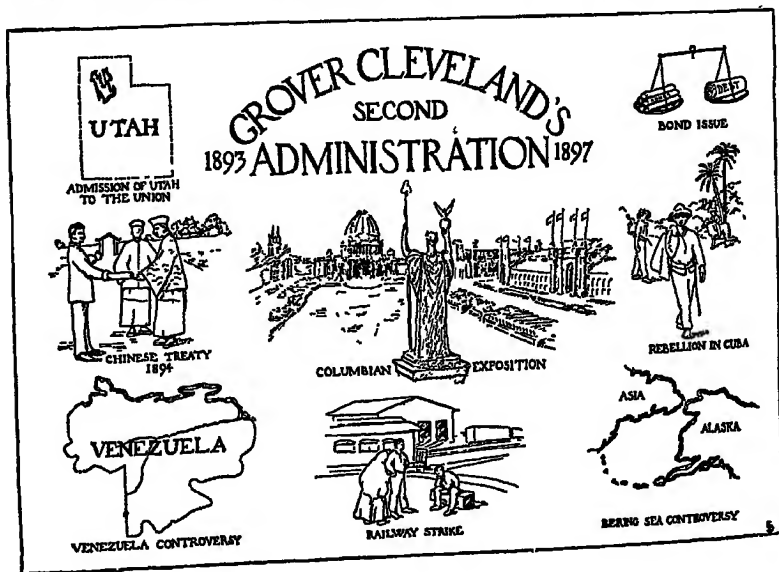 GROVER CLEVELAND'S
SECOND
1893 ADMINISTRATION 1897
UTAH
ADMISSION OF UTAH
TO THE UNION
DEBT
BOND ISSUE
CHINESE TREATY
1894
COLUMBIAN EXPOSITION
REBELLION IN CUBA
VENEZUELA
VENEZUELA CONTROVERSY
RAILWAY STRIKE
ASIA
ALASKA
BERING SEA CONTROVERSY